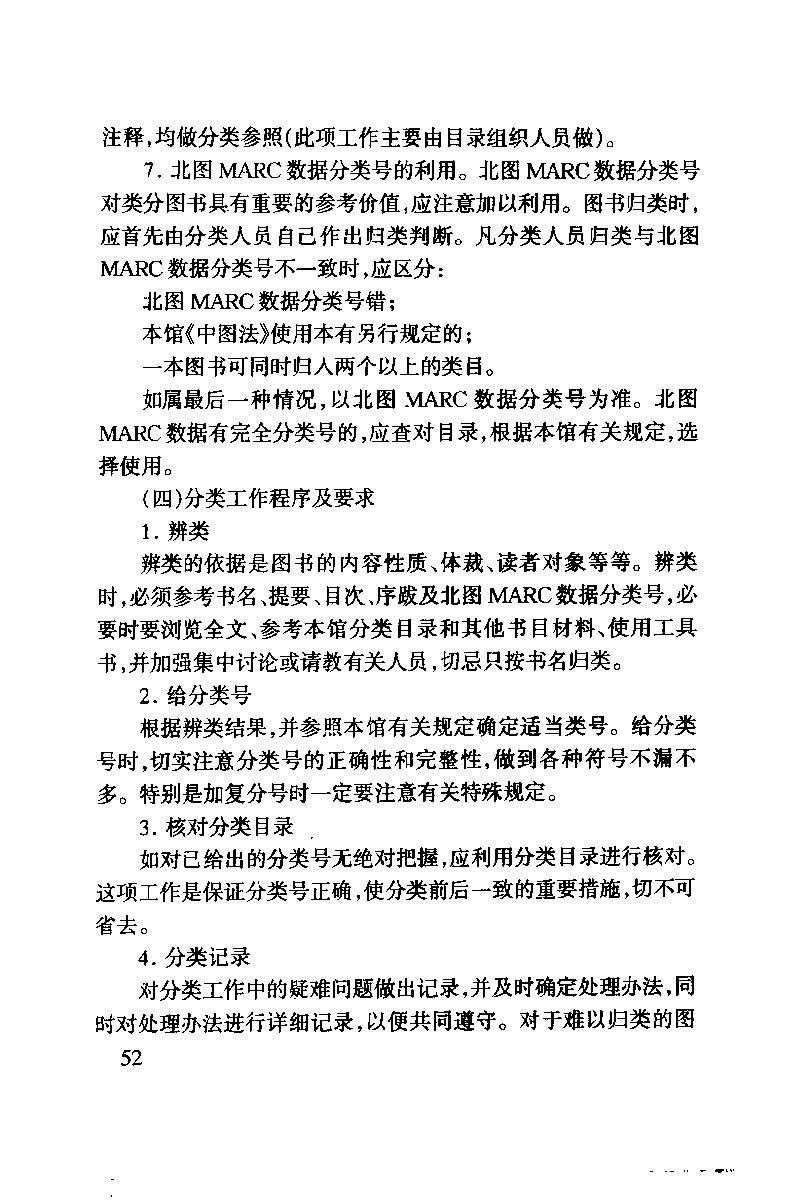 注释,均做分类参照(此项工作主要由目录组织人员做)。
7. 北图 MARC 数据分类号的利用。北图 MARC 数据分类号
对类分图书具有重要的参考价值,应注意加以利用。图书归类时,
应首先由分类人员自己作出归类判断。凡分类人员归类与北图
MARC 数据分类号不一致时,应区分:
北图 MARC 数据分类号错;
本馆《中图法》使用本有另行规定的;
一本图书可同时归入两个以上的类目。
如属最后一种情况,以北图 MARC 数据分类号为准。北图
MARC 数据有完全分类号的,应查对目录,根据本馆有关规定,选
择使用。
(四)分类工作程序及要求
1. 辨类
辨类的依据是图书的内容性质、体裁、读者对象等等。辨类
时,必须参考书名、提要、目次、序跋及北图 MARC 数据分类号,必
要时要浏览全文、参考本馆分类目录和其他书目材料、使用工具
书,并加强集中讨论或请教有关人员,切忌只按书名归类。
2. 给分类号
根据辨类结果,并参照本馆有关规定确定适当类号。给分类
号时,切实注意分类号的正确性和完整性,做到各种符号不漏不
多。特别是加复分号时一定要注意有关特殊规定。
3. 核对分类目录
如对已给出的分类号无绝对把握,应利用分类目录进行核对。
这项工作是保证分类号正确,使分类前后一致的重要措施,切不可
省去。
4. 分类记录
对分类工作中的疑难问题做出记录,并及时确定处理办法,同
时对处理办法进行详细记录,以便共同遵守。对于难以归类的图
52